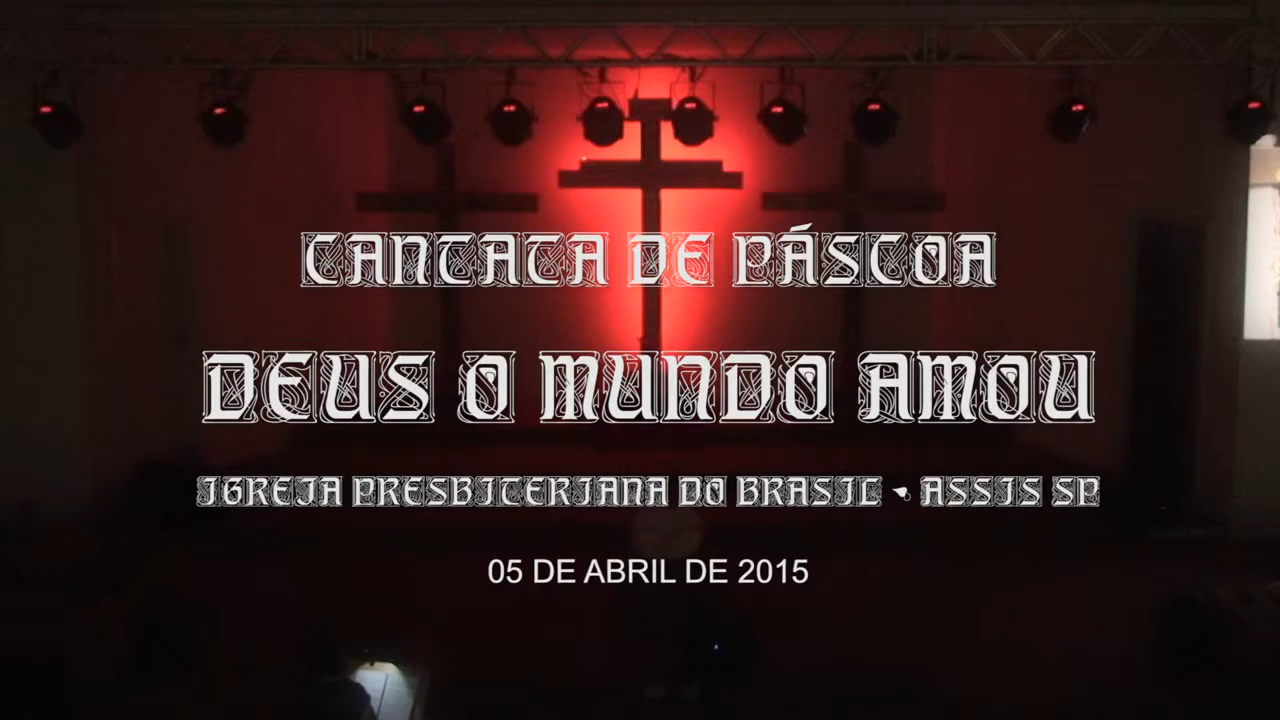 CANTATA DE PÁSCOA
DEUS O MUNDO AMOU
IGREJA PRESBITERIANA DO BRASIL - ASSIS SP
05 DE ABRIL DE 2015